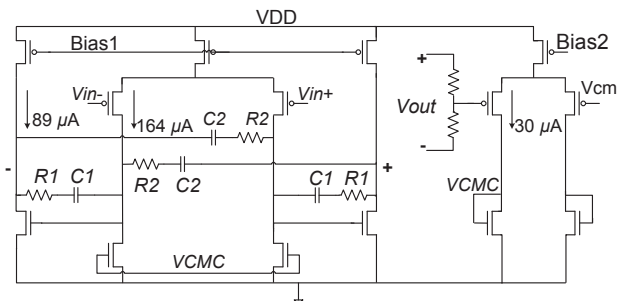 VDD
Bias1
Bias2
Vin-
Vin+
+
Vcm
Vout
89 µA
164 µA
C2
R2
30 µA
-
-
R1
C1
R2
C2
+
C1
R1
VCMC
VCMC